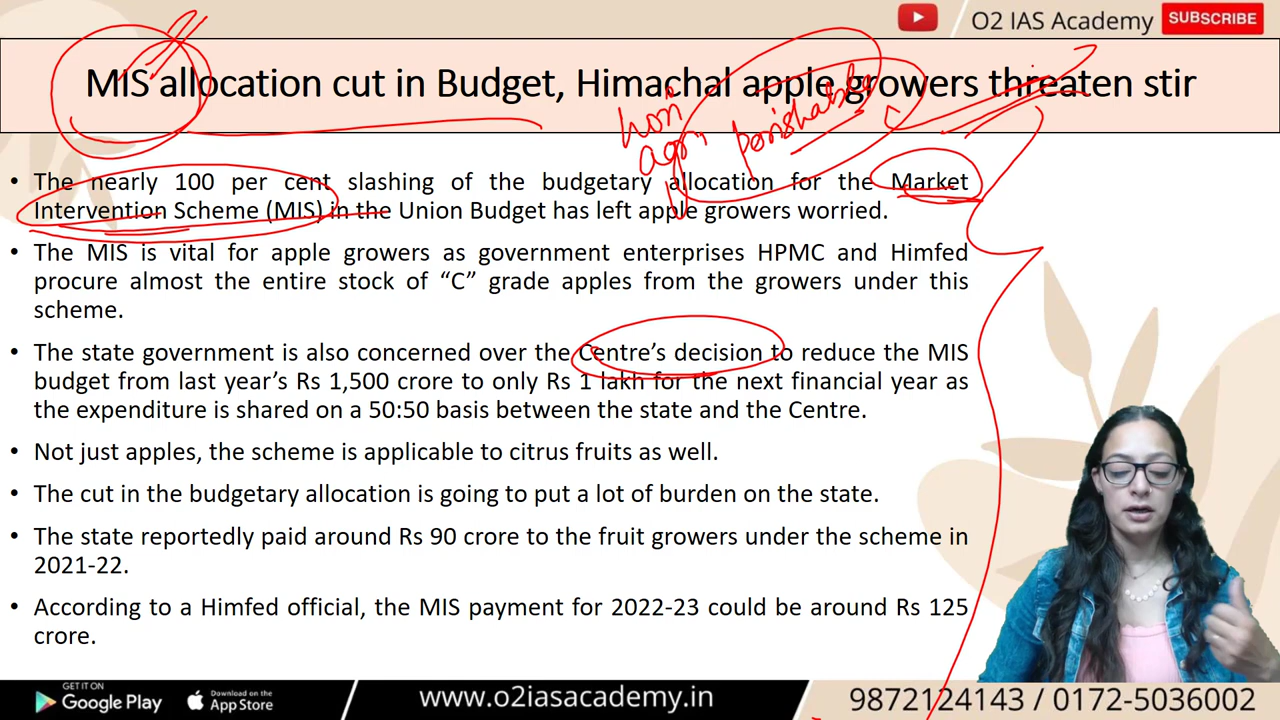 O2 IAS Academy SUBSCRIBE
MIS allocation cut in Budget, Himachal apple growers threaten stir
hori
agri
perishable
• The nearly 100 per cent slashing of the budgetary allocation for the Market
Intervention Scheme (MIS) in the Union Budget has left apple growers worried.
• The MIS is vital for apple growers as government enterprises HPMC and Himfed
procure almost the entire stock of “C” grade apples from the growers under this
scheme.
• The state government is also concerned over the Centre’s decision to reduce the MIS
budget from last year’s Rs 1,500 crore to only Rs 1 lakh for the next financial year as
the expenditure is shared on a 50:50 basis between the state and the Centre.
• Not just apples, the scheme is applicable to citrus fruits as well.
• The cut in the budgetary allocation is going to put a lot of burden on the state.
• The state reportedly paid around Rs 90 crore to the fruit growers under the scheme in
2021-22.
• According to a Himfed official, the MIS payment for 2022-23 could be around Rs 125
crore.
GET IT ON
Google Play
Download on the
App Store
www.o2iasacademy.in
9872124143 / 0172-5036002